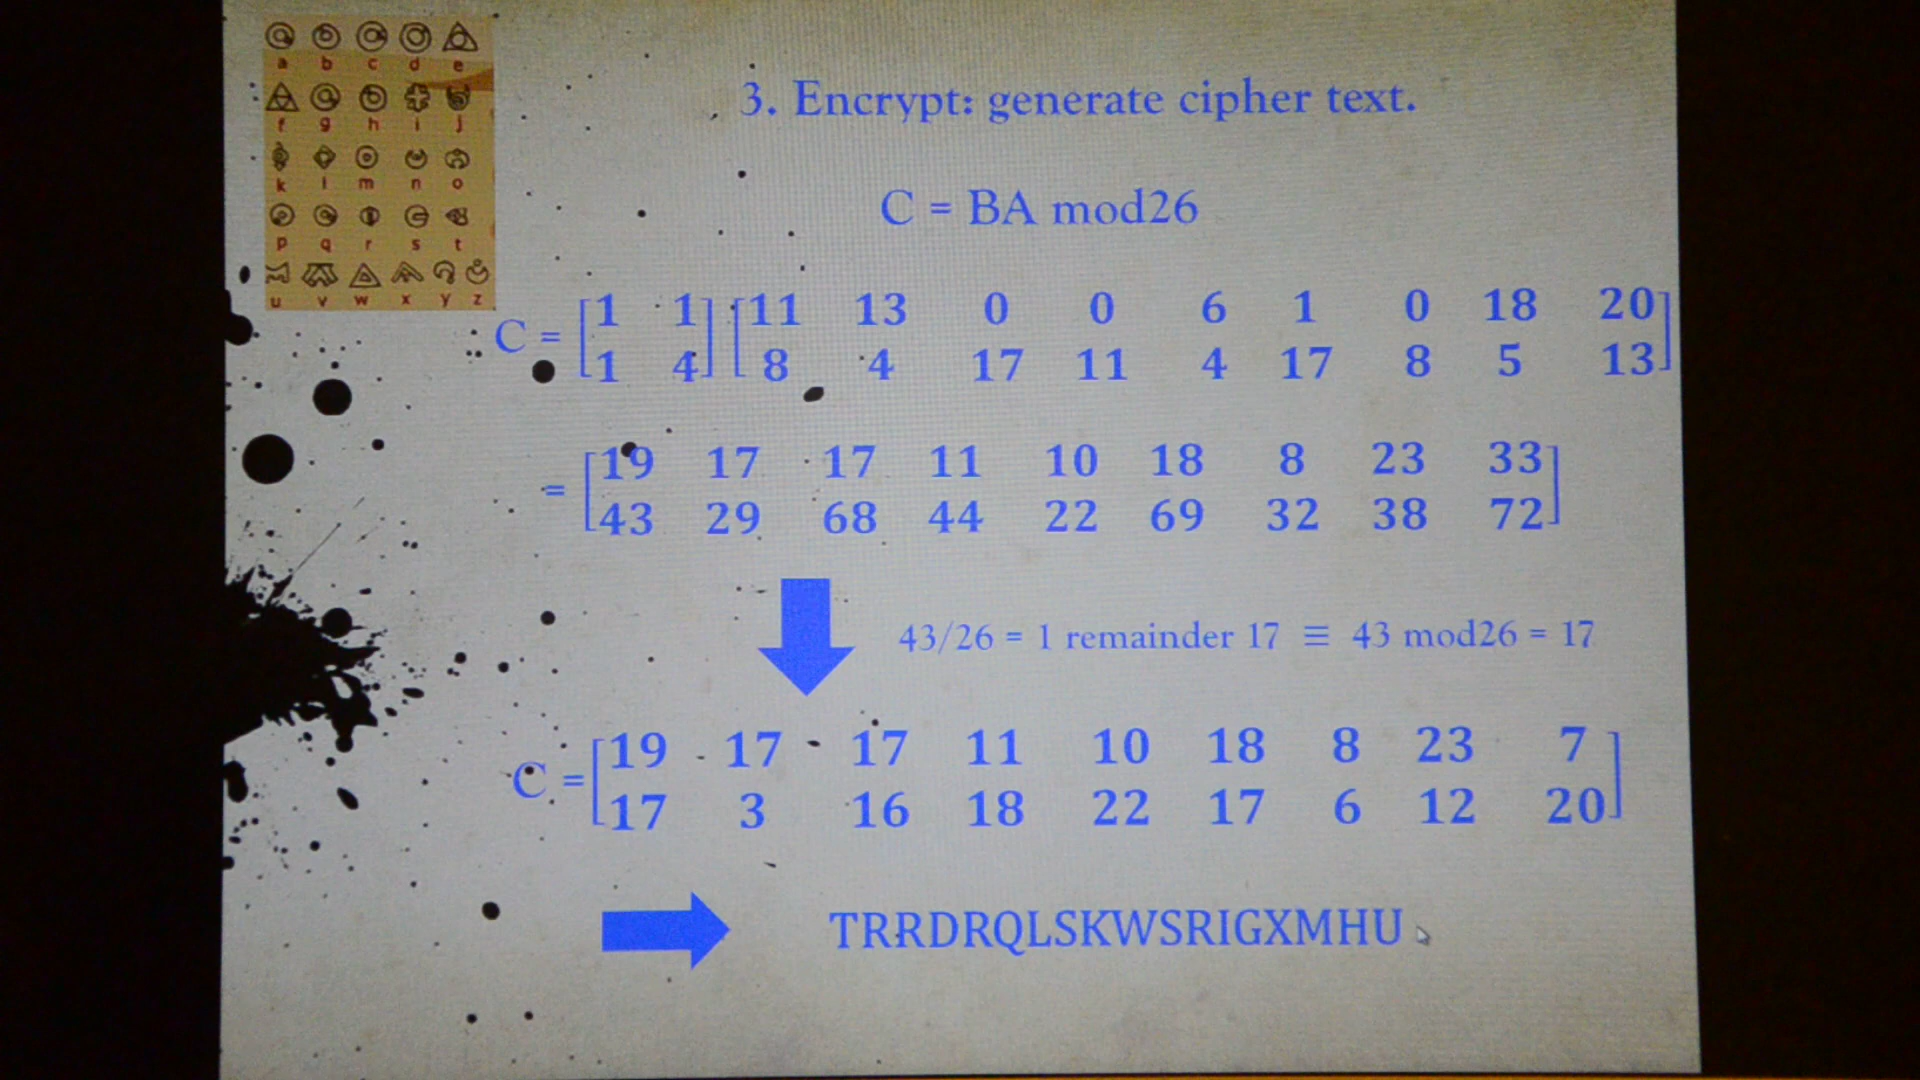 a b c d e
f g h i j
k l m n o
p q r s t
u v w x y z
3. Encrypt: generate cipher text.
C = BA mod26
C = [1 1] [11 13 0 0 6 1 0 18 20]
[1 4] [8 4 17 11 4 17 8 5 13]
= [19 17 17 11 10 18 8 23 33]
[43 29 68 44 22 69 32 38 72]
43/26 = 1 remainder 17 ≡ 43 mod26 = 17
C = [19 17 17 11 10 18 8 23 7]
[17 3 16 18 22 17 6 12 20]
TRRDRQLSKWSRIGXMHU